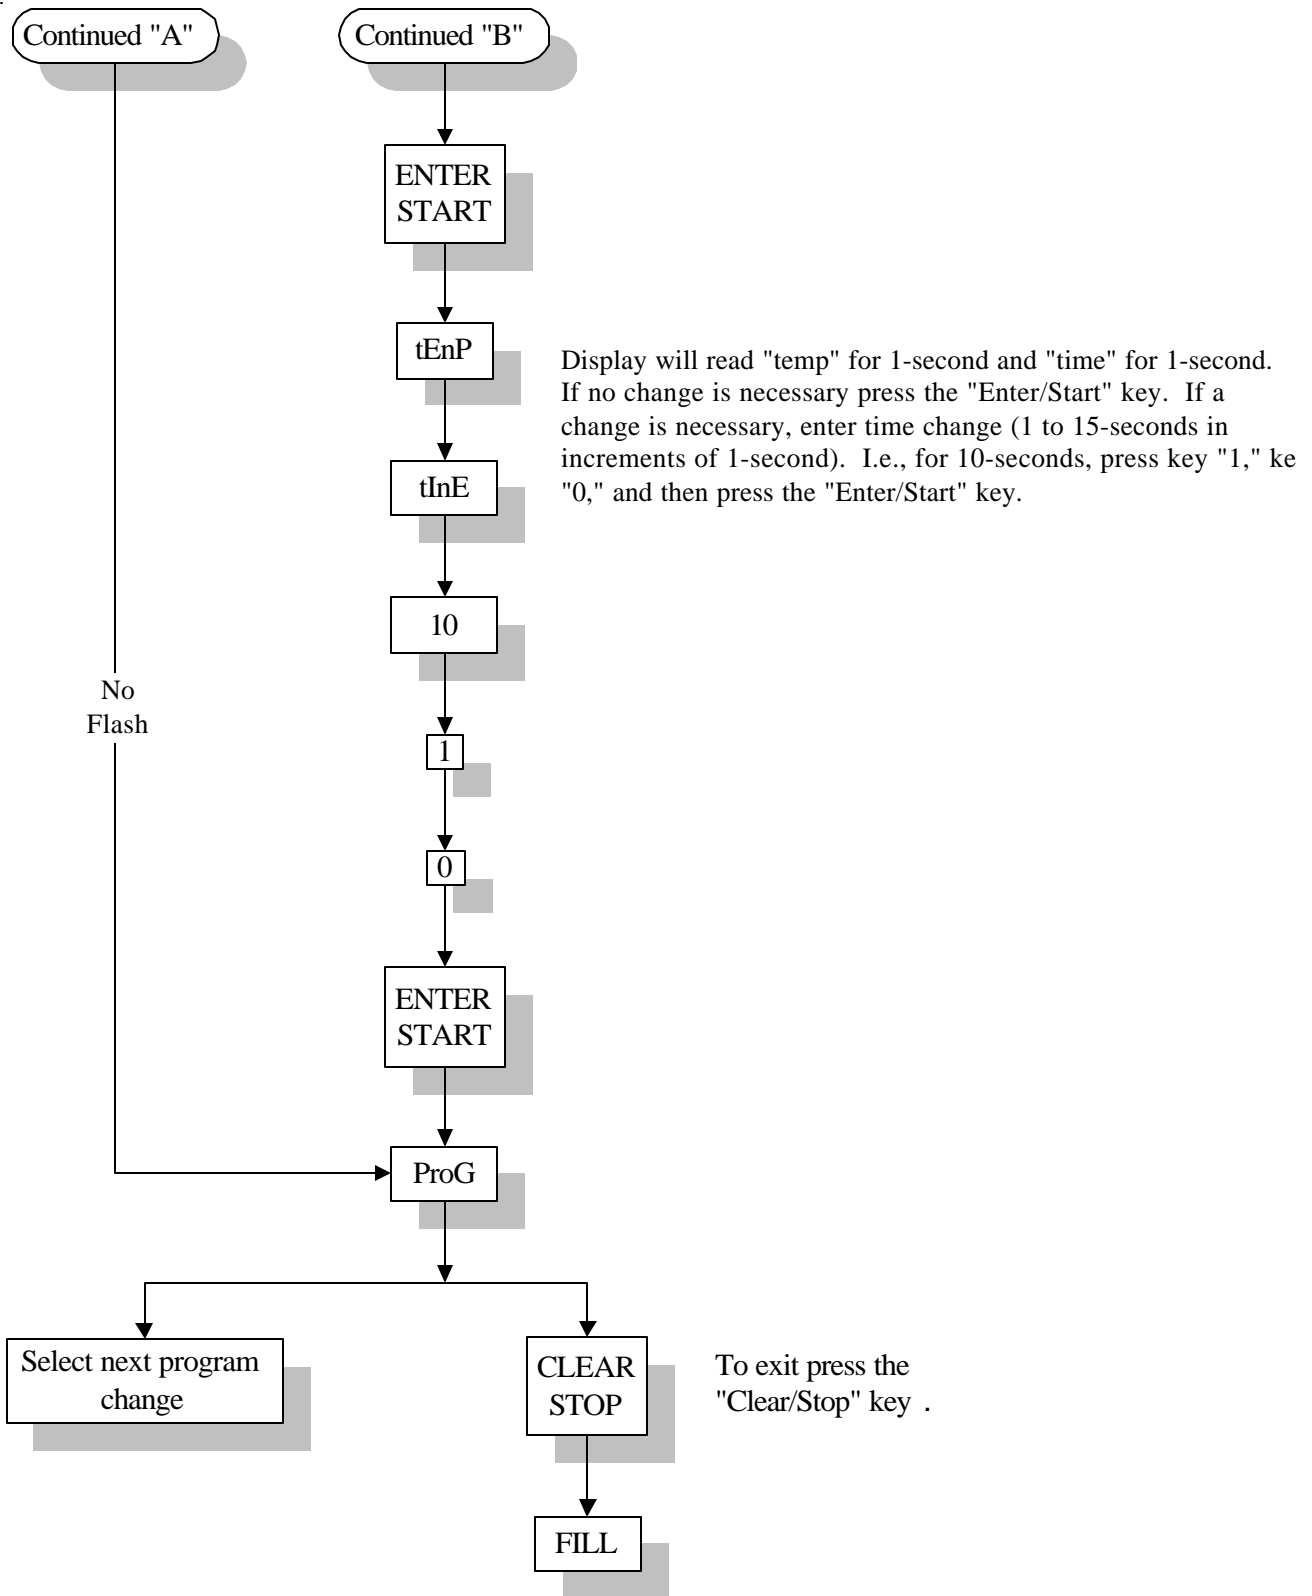 Continued "A"
Continued "B"
ENTER
START
tEnP
Display will read "temp" for 1-second and "time" for 1-second.
If no change is necessary press the "Enter/Start" key. If a
change is necessary, enter time change (1 to 15-seconds in
increments of 1-second). I.e., for 10-seconds, press key "1," ke
"0," and then press the "Enter/Start" key.
tInE
10
No
Flash
1
0
ENTER
START
ProG
Select next program
change
CLEAR
STOP
To exit press the
"Clear/Stop" key .
FILL